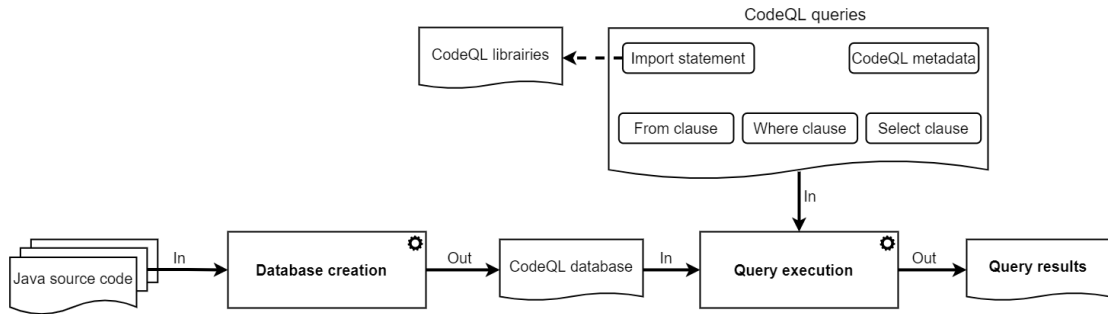 CodeQL queries
CodeQL librairies
Import statement
CodeQL metadata
From clause
Where clause
Select clause
In
Java source code
In
Database creation
Out
CodeQL database
In
Query execution
Out
Query results